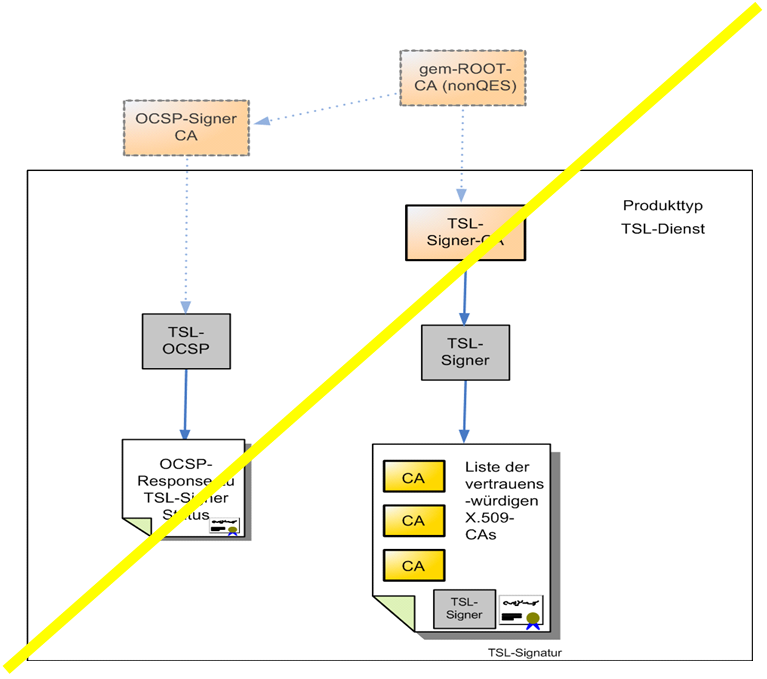 gem-ROOT-
CA (nonQES)
OCSP-Signer
CA
Produkttyp
TSL-Dienst
TSL-
Signer-CA
TSL-
OCSP
TSL-
Signer
OCSP-
Response zu
TSL-Signer
Status
CA
CA
CA
Liste der
vertrauens
-würdigen
X.509-
CAs
TSL-
Signer
TSL-Signatur